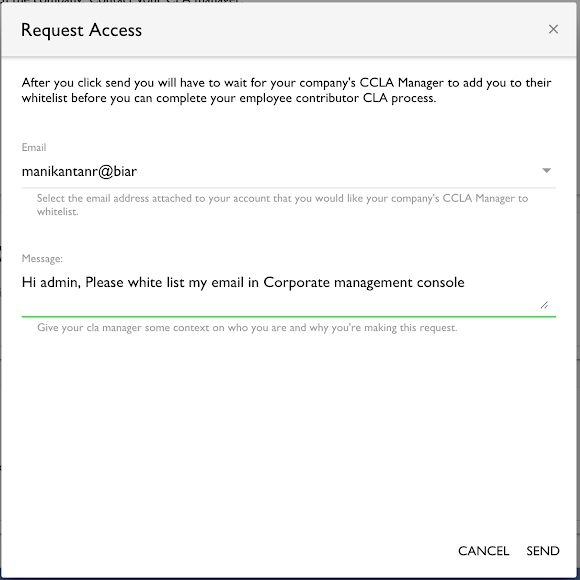 Request Access
After you click send you will have to wait for your company's CCLA Manager to add you to their
whitelist before you can complete your employee contributor CLA process.
Email
manikantanr@biar
Select the email address attached to your account that you would like your company's CCLA Manager to
whitelist.
Message:
Hi admin, Please white list my email in Corporate management console
Give your cla manager some context on who you are and why you're making this request.
CANCEL SEND